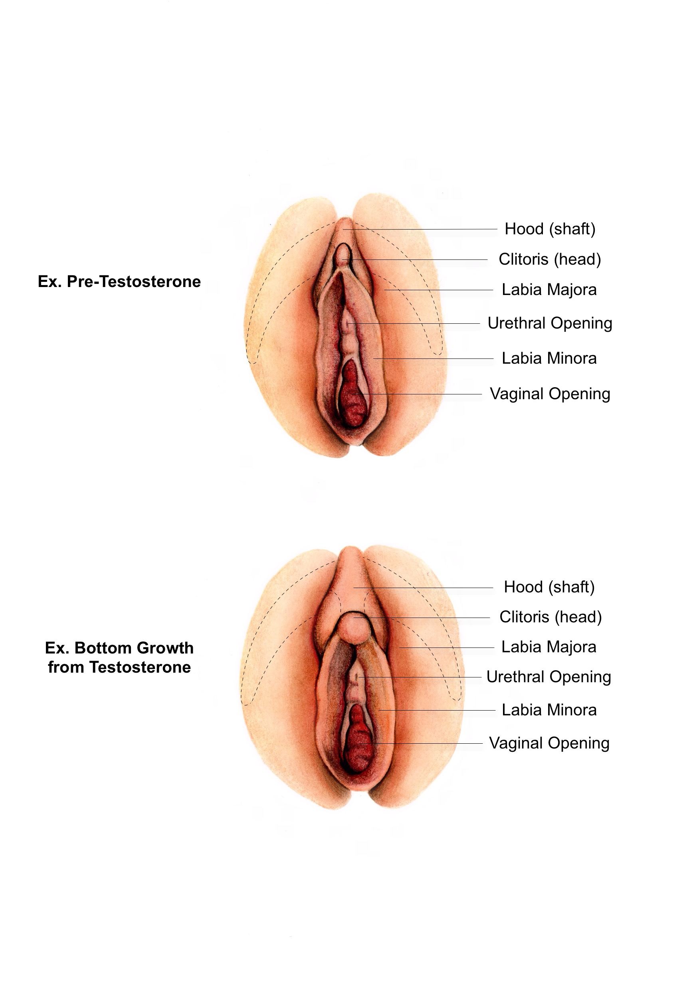 Ex. Pre-Testosterone
Hood (shaft)
Clitoris (head)
Labia Majora
Urethral Opening
Labia Minora
Vaginal Opening
Ex. Bottom Growth
from Testosterone
Hood (shaft)
Clitoris (head)
Labia Majora
Urethral Opening
Labia Minora
Vaginal Opening